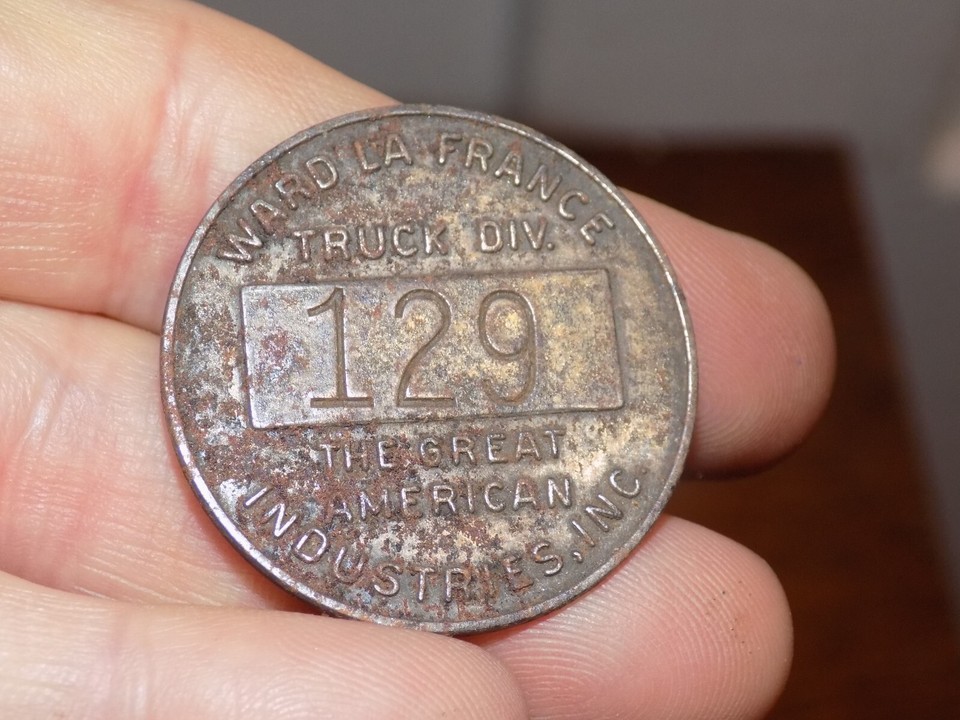 WARD LA FRANCE
TRUCK DIV.
129
THE GREAT
AMERICAN
INDUSTRIES, INC.